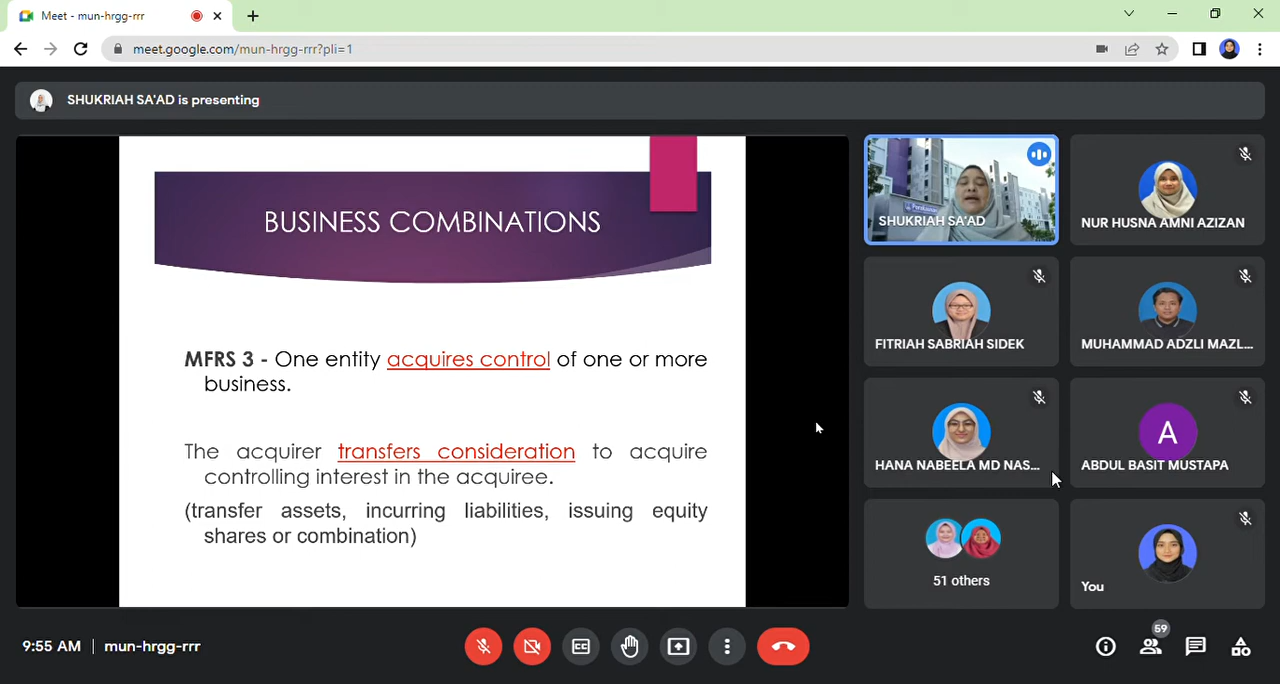 Meet - mun-hrgg-rrr
meet.google.com/mun-hrgg-rrr?pli=1
SHUKRIAH SA'AD is presenting
BUSINESS COMBINATIONS
MFRS 3 - One entity acquires control of one or more
business.
The acquirer transfers consideration to acquire
controlling interest in the acquiree.
(transfer assets, incurring liabilities, issuing equity
shares or combination)
SHUKRIAH SA'AD
NUR HUSNA AMNI AZIZAN
FITRIAH SABRIAH SIDEK
MUHAMMAD ADZLI MAZL...
HANA NABEELA MD NAS...
A
ABDUL BASIT MUSTAPA
51 others
You
9:55 AM | mun-hrgg-rrr
CC
59